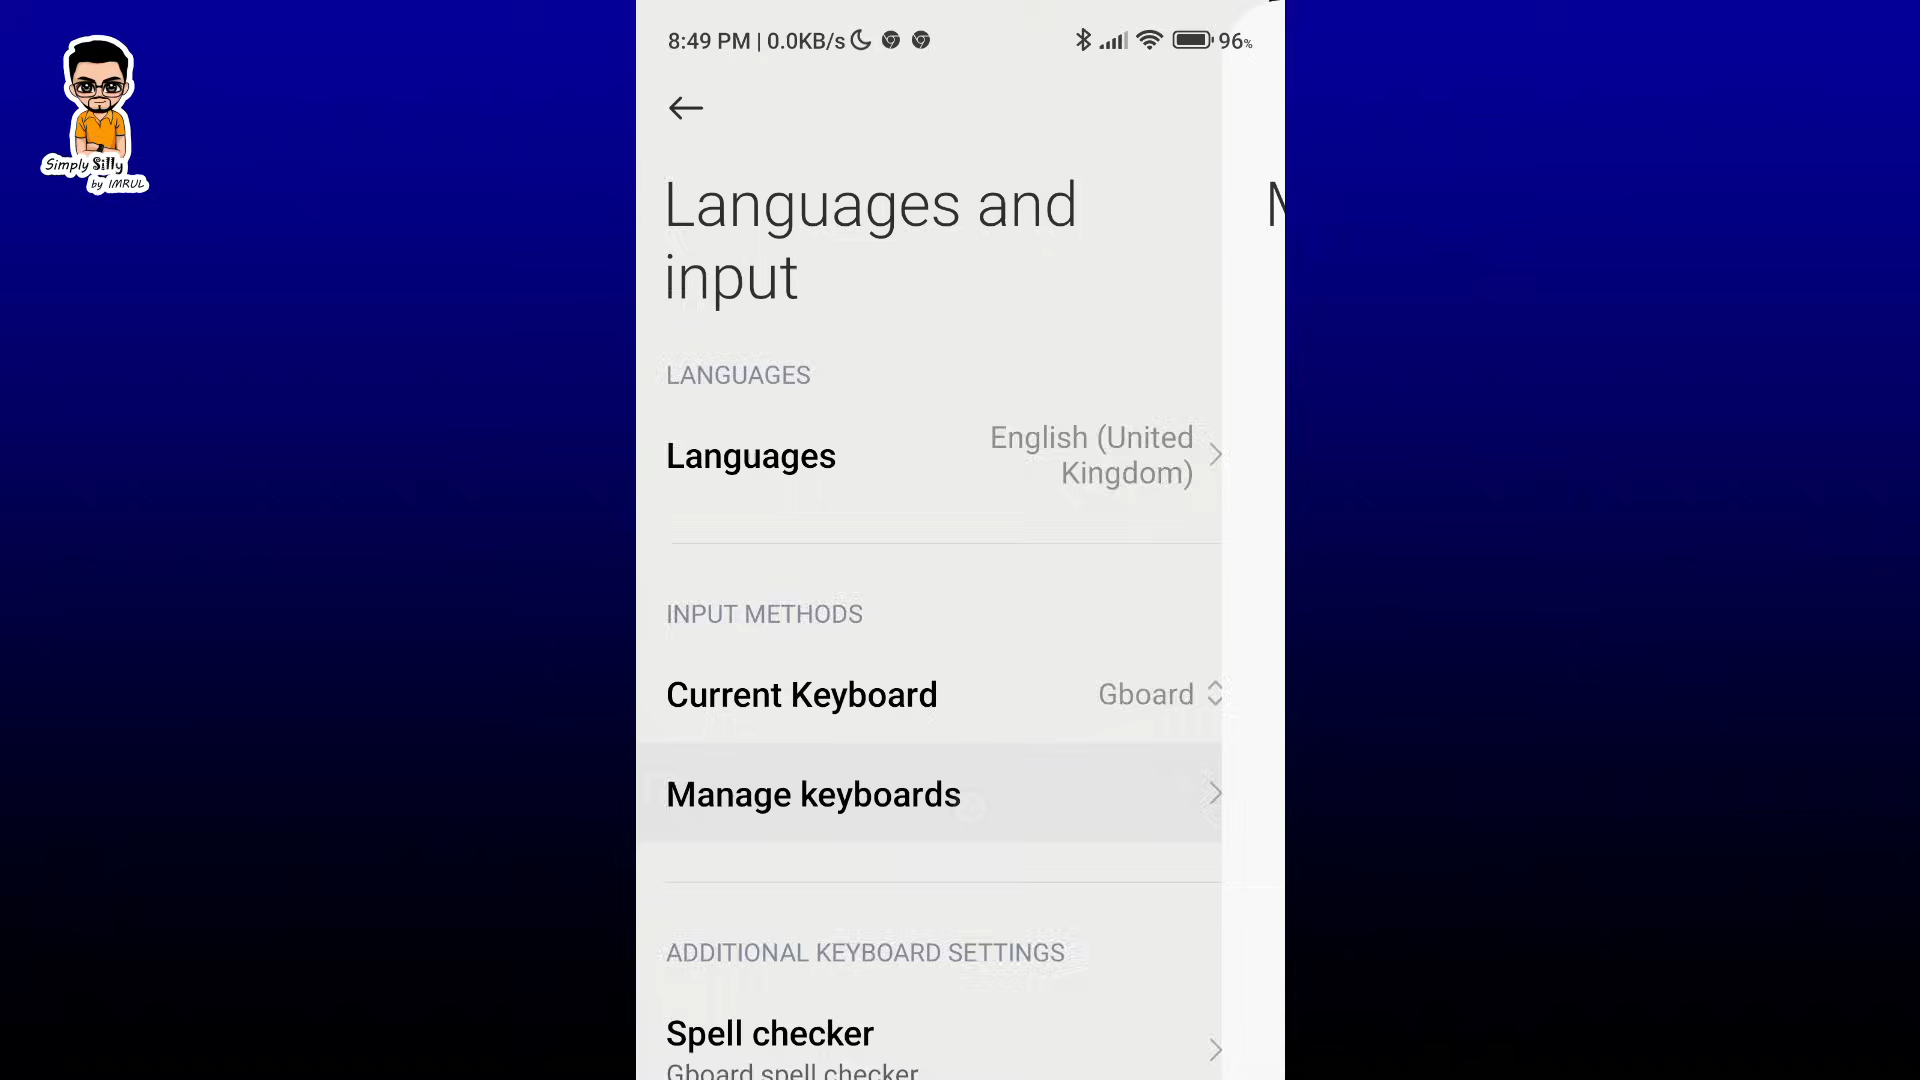 Simply Silly
by IMRUL
8:49 PM | 0.0KB/s
96%
Languages and
input
M
LANGUAGES
Languages
English (United
Kingdom)
INPUT METHODS
Current Keyboard
Gboard
Manage keyboards
ADDITIONAL KEYBOARD SETTINGS
Spell checker
Gboard spell checker